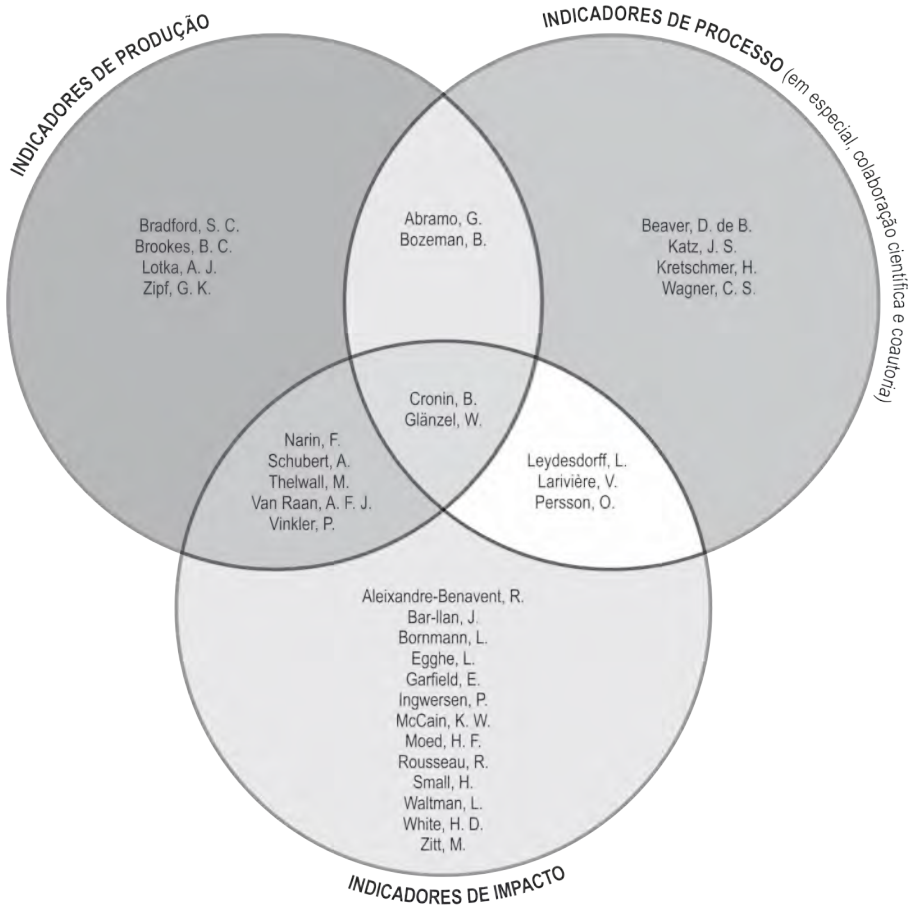 INDICADORES DE PRODUÇÃO
INDICADORES DE PROCESSO (em especial, colaboração científica e coautoria)
Bradford, S. C.
Brookes, B. C.
Lotka, A. J.
Zipf, G. K.
Abramo, G.
Bozeman, B.
Beaver, D. de B.
Katz, J. S.
Kretschmer, H.
Wagner, C. S.
Cronin, B.
Glänzel, W.
Narin, F.
Schubert, A.
Thelwall, M.
Van Raan, A. F. J.
Vinkler, P.
Leydesdorff, L.
Larivière, V.
Persson, O.
Aleixandre-Benavent, R.
Bar-Ilan, J.
Bornmann, L.
Egghe, L.
Garfield, E.
Ingwersen, P.
McCain, K. W.
Moed, H. F.
Rousseau, R.
Small, H.
Waltman, L.
White, H. D.
Zitt, M.
INDICADORES DE IMPACTO